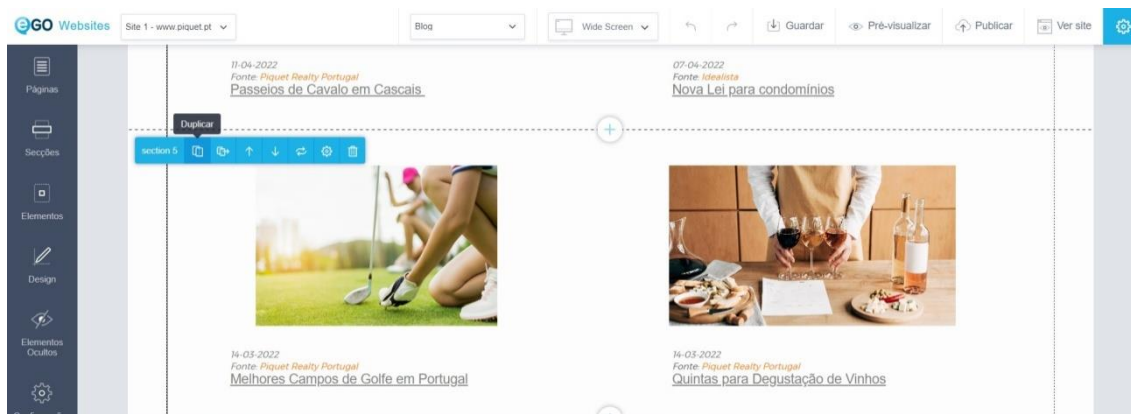 eGO Websites
Site 1 - www.piquet.pt
Blog
Wide Screen
Guardar
Pré-visualizar
Publicar
Ver site
Páginas
Secções
Elementos
Design
Elementos
Ocultos
11-04-2022
Fonte: Piquet Realty Portugal
Passeios de Cavalo em Cascais
07-04-2022
Fonte: Idealista
Nova Lei para condomínios
Duplicar
section 5
14-03-2022
Fonte: Piquet Realty Portugal
Melhores Campos de Golfe em Portugal
14-03-2022
Fonte: Piquet Realty Portugal
Quintas para Degustação de Vinhos